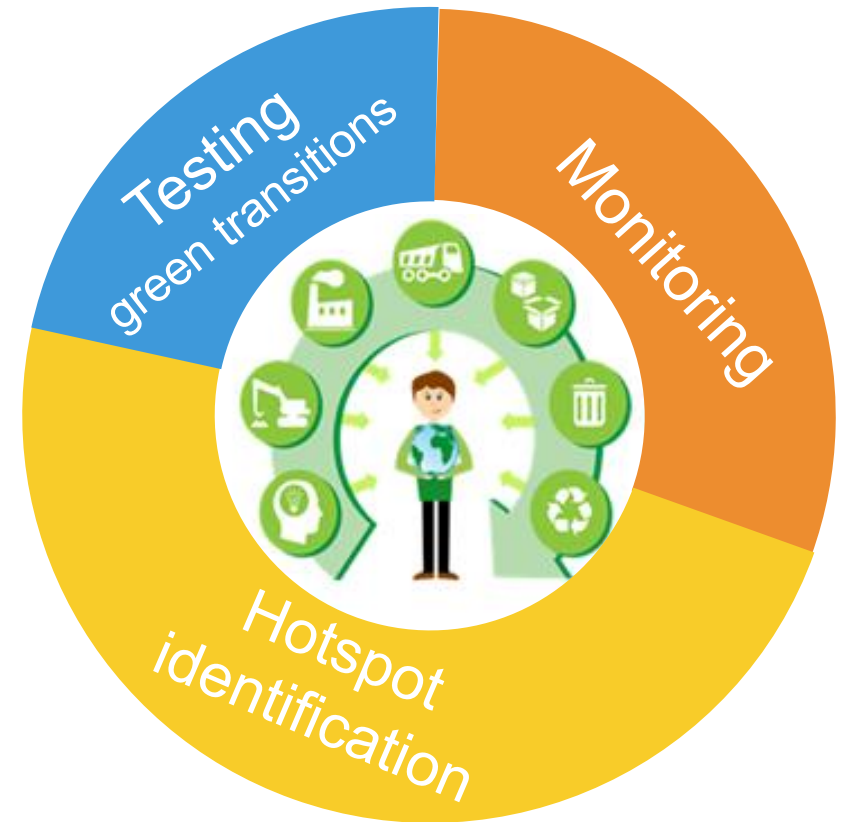 Testing
green transitions
Monitoring
Hotspot
identification